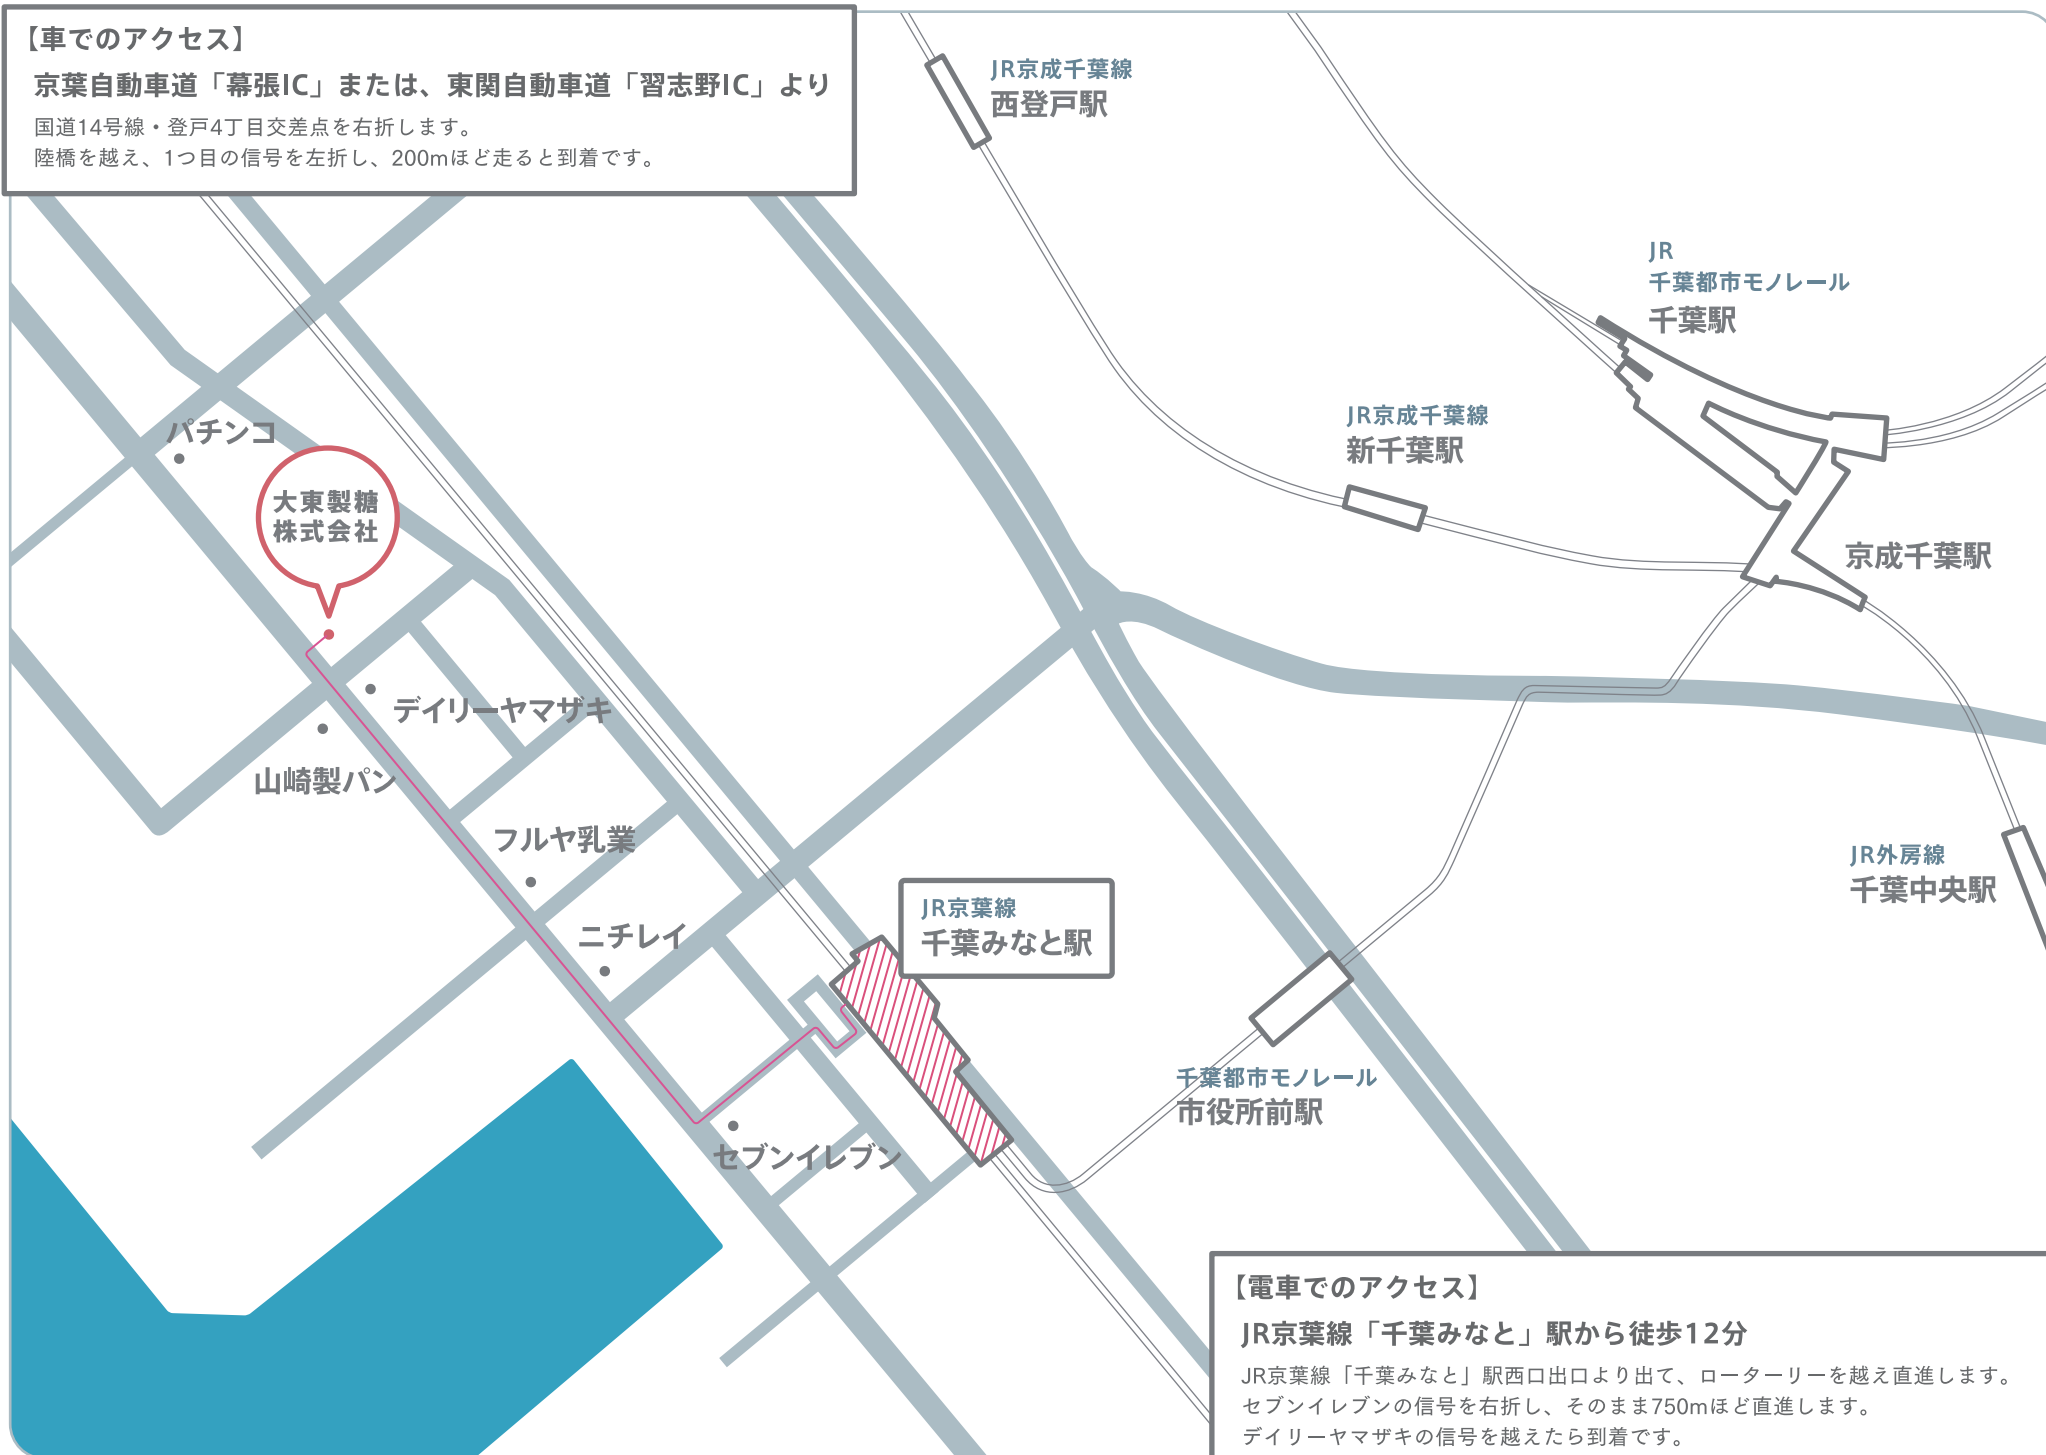 【車でのアクセス】
京葉自動車道「幕張IC」または、東関自動車道「習志野IC」より
国道14号線・登戸4丁目交差点を右折します。
陸橋を越え、1つ目の信号を左折し、200mほど走ると到着です。
JR京成千葉線
西登戸駅
JR
千葉都市モノレール
千葉駅
JR京成千葉線
新千葉駅
京成千葉駅
パチンコ
大東製糖
株式会社
デイリーヤマザキ
山崎製パン
フルヤ乳業
ニチレイ
JR京葉線
千葉みなと駅
JR外房線
千葉中央駅
千葉都市モノレール
市役所前駅
セブンイレブン
【電車でのアクセス】
JR京葉線「千葉みなと」駅から徒歩12分
JR京葉線「千葉みなと」駅西口出口より出て、ローターリーを越え直進します。
セブンイレブンの信号を右折し、そのまま750mほど直進します。
デイリーヤマザキの信号を越えたら到着です。